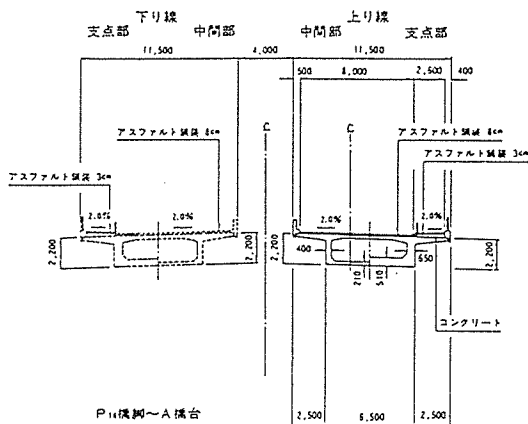 下り線
上り線
支点部 中間部
中間部 支点部
11,500 4,000 11,500
500 8,000 2,600 400
C C
アスファルト舗装 8cm
アスファルト舗装 8cm
アスファルト舗装 3cm
アスファルト舗装 3cm
2.0% 2.0% 2.0% 2.0%
2,200 2,200 2,200 400 650 2,200
210 510
コンクリート
P₁₆橋脚〜A橋台
2,500 6,500 2,500